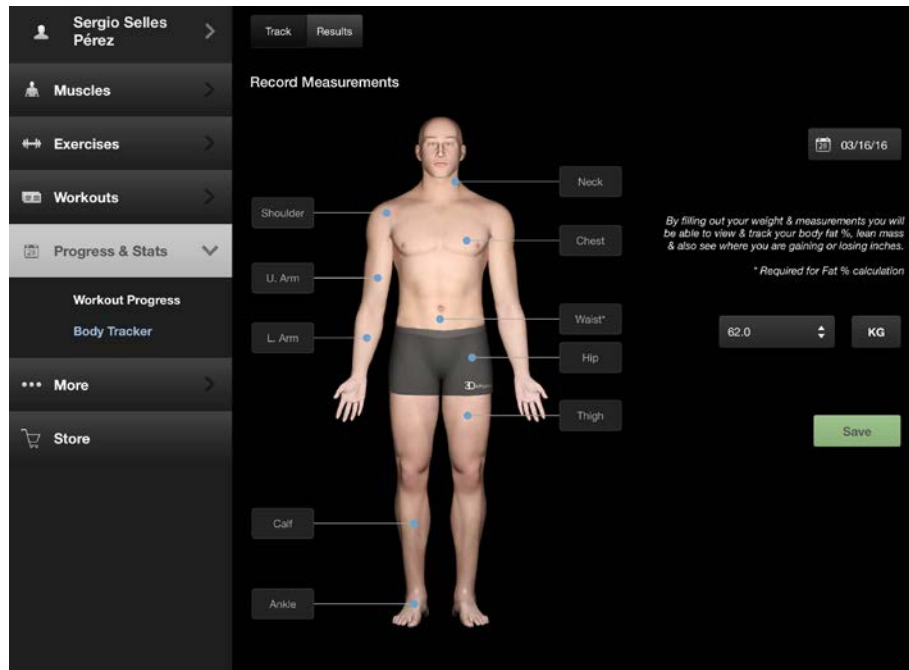 Sergio Selles
Pérez
Muscles
Exercises
Workouts
Progress & Stats
Workout Progress
Body Tracker
More
Store
Track
Results
Record Measurements
03/16/16
Neck
Shoulder
Chest
By filling out your weight & measurements you will
be able to view & track your body fat %, lean mass
& also see where you are gaining or losing inches.
* Required for Fat % calculation
U. Arm
Waist*
62.0
KG
L. Arm
Hip
Thigh
Save
Calf
Ankle